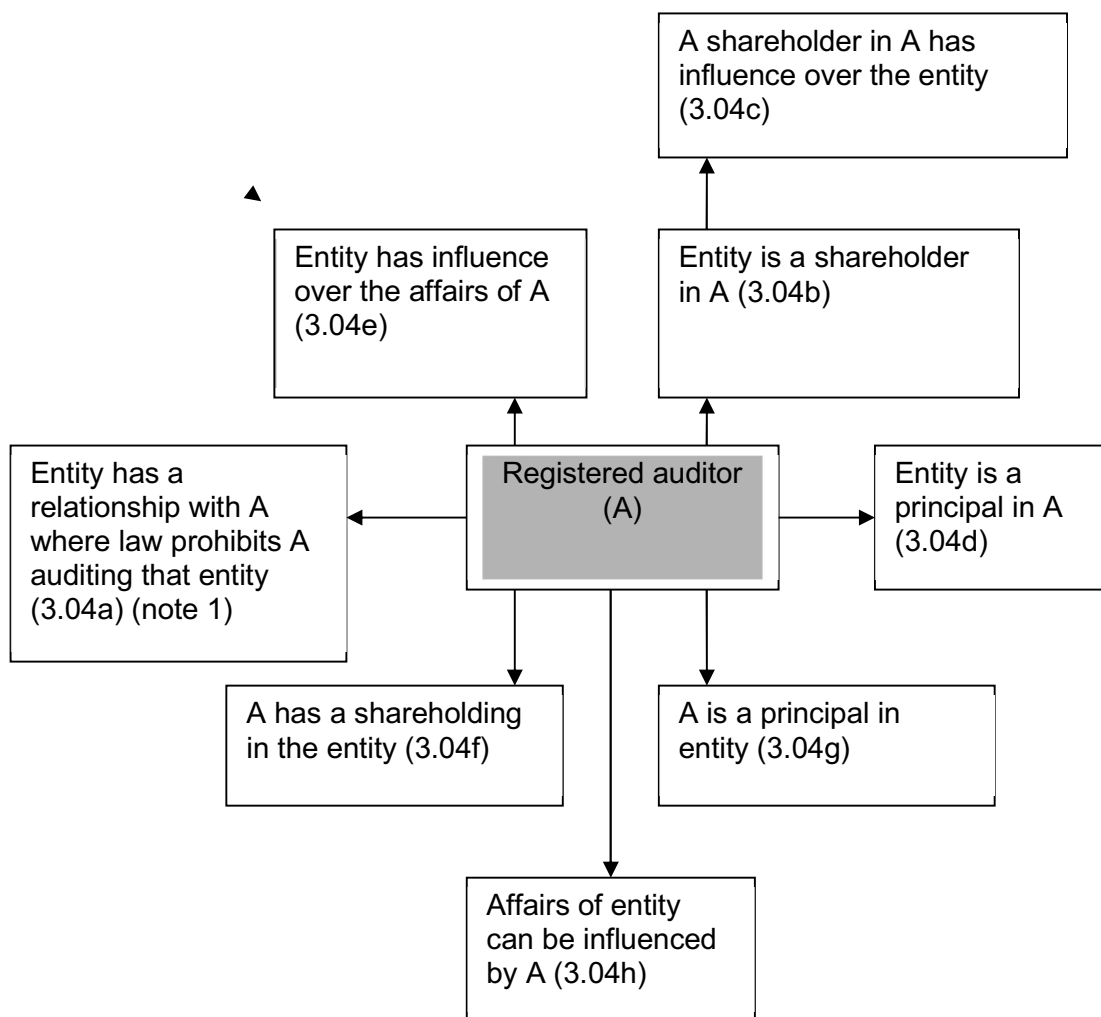 A shareholder in A has
influence over the entity
(3.04c)
Entity has influence
over the affairs of A
(3.04e)
Entity is a shareholder
in A (3.04b)
Entity has a
relationship with A
where law prohibits A
auditing that entity
(3.04a) (note 1)
Registered auditor
(A)
Entity is a
principal in A
(3.04d)
A has a shareholding
in the entity (3.04f)
A is a principal in
entity (3.04g)
Affairs of entity
can be influenced
by A (3.04h)